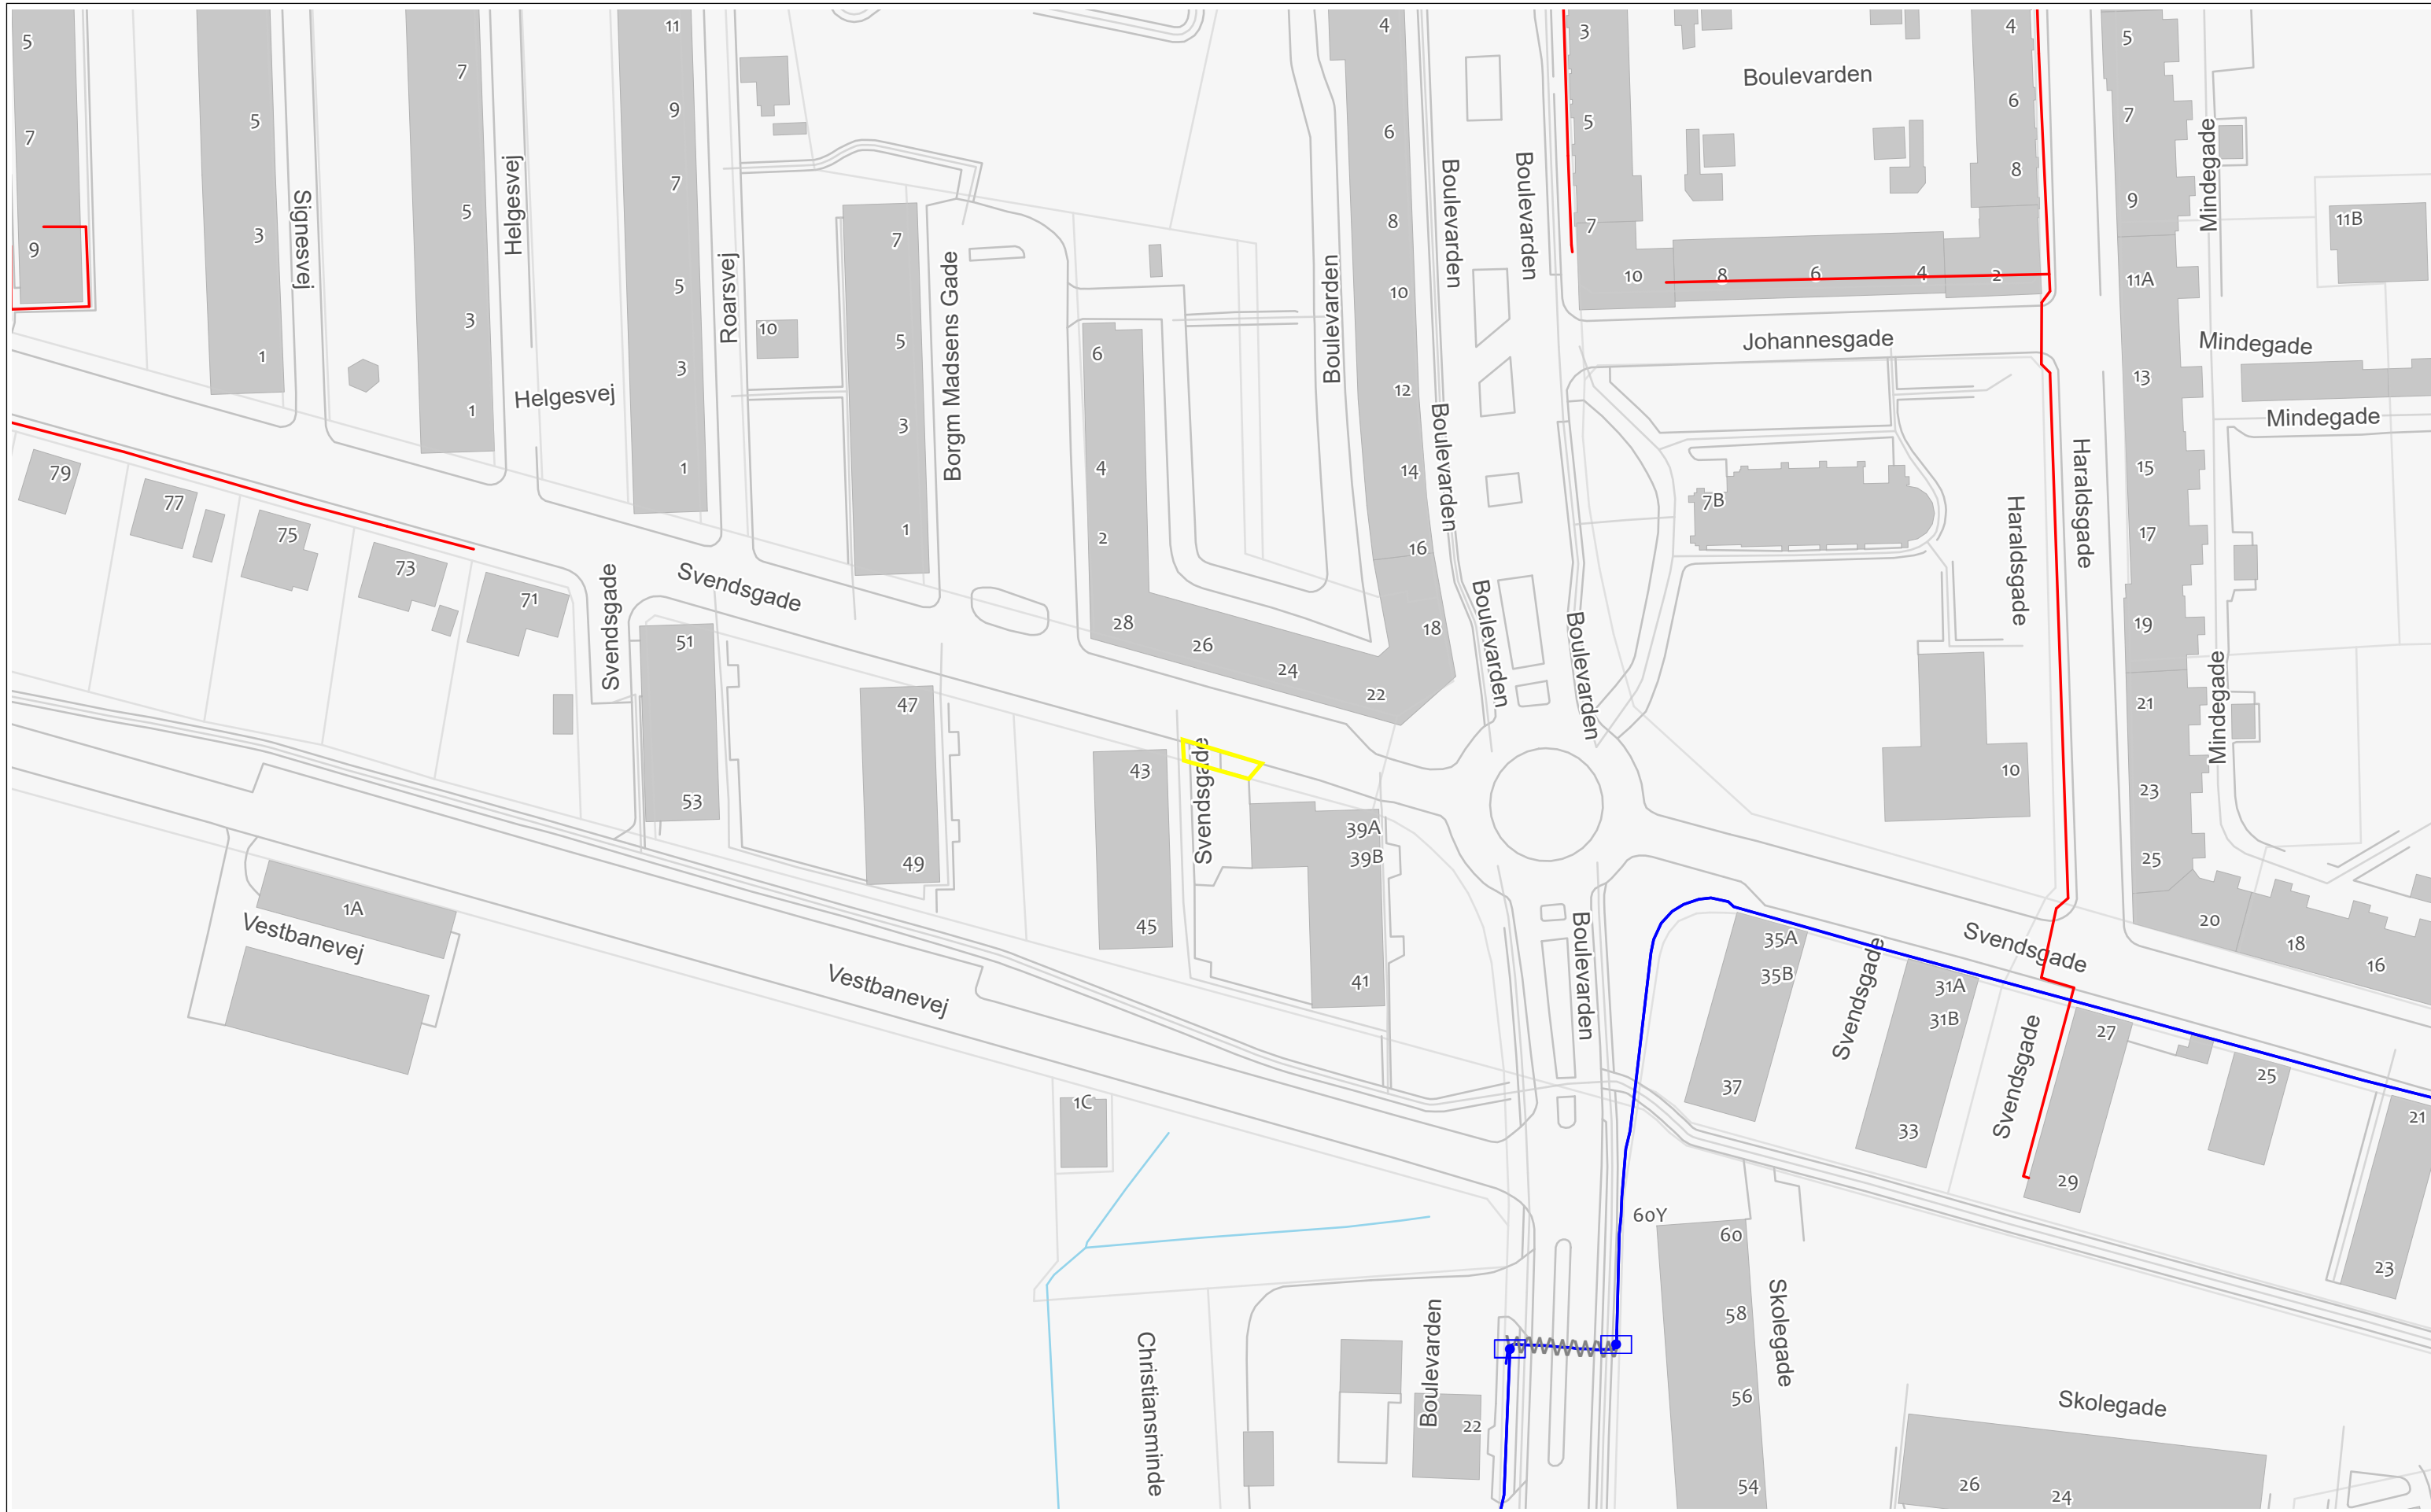 5
7
9
5
3
1
Signesvej
7
5
3
1
Helgesvej
Helgesvej
11
9
7
5
3
1
Roarsvej
10
7
5
3
1
Borgm Madsens Gade
6
4
2
28
26
24
22
Boulevarden
4
6
8
10
12
14
16
18
Boulevarden
Boulevarden
Boulevarden
Boulevarden
Boulevarden
3
5
7
Boulevarden
10
8
6
4
2
4
6
8
Johannesgade
7B
Haraldsgade
Haraldsgade
10
5
7
9
11A
13
15
17
19
21
23
25
Mindegade
11B
Mindegade
Mindegade
Mindegade
20
18
16
79
77
75
73
71
Svendsgade
Svendsgade
51
53
47
49
43
45
Svendsgade
39A
39B
41
1A
Vestbanevej
Vestbanevej
1C
Boulevarden
35A
35B
37
Svendsgade
31A
31B
33
Svendsgade
Svendsgade
27
29
25
21
23
60Y
60
58
56
54
Skolegade
Skolegade
26
24
Christiansminde
Boulevarden
22